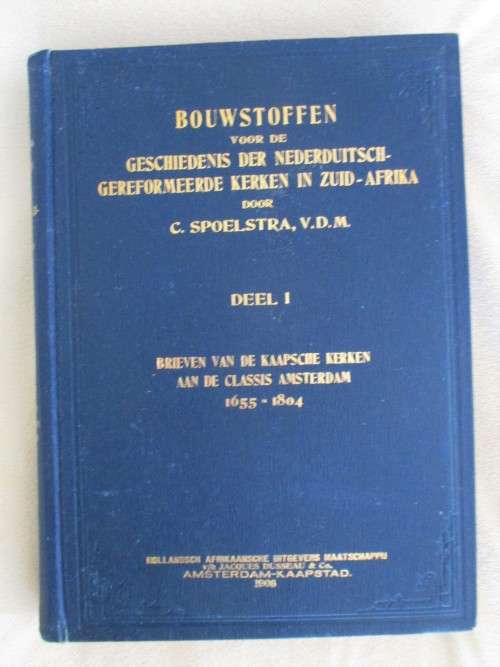 BOUWSTOFFEN
VOOR DE
GESCHIEDENIS DER NEDERDUITSCH-
GEREFORMEERDE KERKEN IN ZUID-AFRIKA
DOOR
C. SPOELSTRA, V.D.M.
DEEL I
BRIEVEN VAN DE KAAPSCHE KERKEN
AAN DE CLASSIS AMSTERDAM
1655-1804
HOLLANDSCH AFRIKAANSCHE UITGEVERS MAATSCHAPPIJ
v/h JACQUES DUSSEAU & Co.
AMSTERDAM-KAAPSTAD.
1906